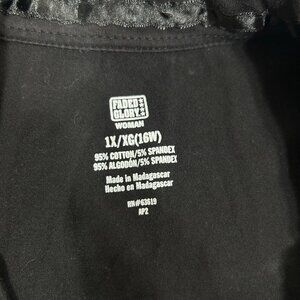 FADED
GLORY
WOMAN
1X/XG(16W)
95% COTTON/5% SPANDEX
95% ALGODÓN/5% SPANDEX
Made in Madagascar
Hecho en Madagascar
RN#63619
AP2